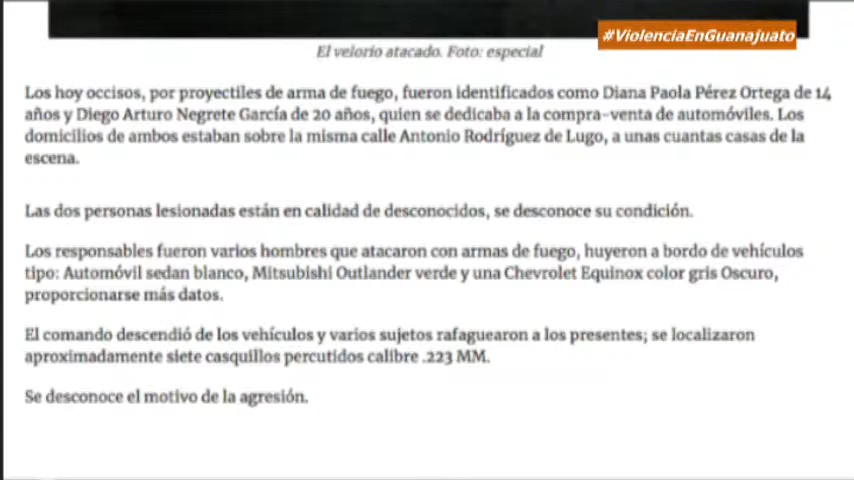 #ViolenciaEnGuanajuato
El velorio atacado. Foto: especial
Los hoy occisos, por proyectiles de arma de fuego, fueron identificados como Diana Paola Pérez Ortega de 14
años y Diego Arturo Negrete García de 20 años, quien se dedicaba a la compra-venta de automóviles. Los
domicilios de ambos estaban sobre la misma calle Antonio Rodríguez de Lugo, a unas cuantas casas de la
escena.
Las dos personas lesionadas están en calidad de desconocidos, se desconoce su condición.
Los responsables fueron varios hombres que atacaron con armas de fuego, huyeron a bordo de vehículos
tipo: Automóvil sedan blanco, Mitsubishi Outlander verde y una Chevrolet Equinox color gris Oscuro,
proporcionarse más datos.
El comando descendió de los vehículos y varios sujetos rafaguearon a los presentes; se localizaron
aproximadamente siete casquillos percutidos calibre .223 MM.
Se desconoce el motivo de la agresión.